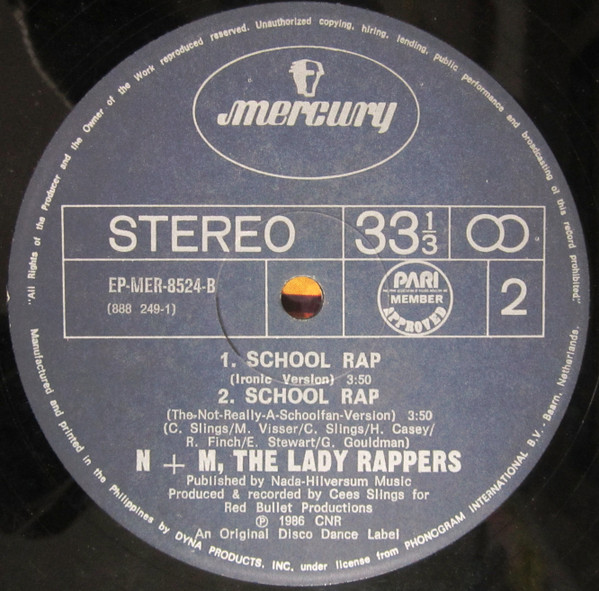 "All Rights of the Producer and the Owner of the Work reproduced reserved. Unauthorized copying, hiring, lending, public performance and broadcasting of this record prohibited."
mercury
STEREO
33 1/3
EP-MER-8524-B
(888 249-1)
PARI
MEMBER
APPROVED
2
1. SCHOOL RAP
(Ironic Version) 3:50
2. SCHOOL RAP
(The-Not-Really-A-Schoolfan-Version) 3:50
(C. Slings/M. Visser/C. Slings/H. Casey/
R. Finch/E. Stewart/G. Gouldman)
N + M, THE LADY RAPPERS
Published by Nada-Hilversum Music
Produced & recorded by Cees Slings for
Red Bullet Productions
℗ 1986 CNR
An Original Disco Dance Label
Manufactured and printed in the Philippines by DYNA PRODUCTS, INC. under license from PHONOGRAM INTERNATIONAL B.V., Baarn, Netherlands.